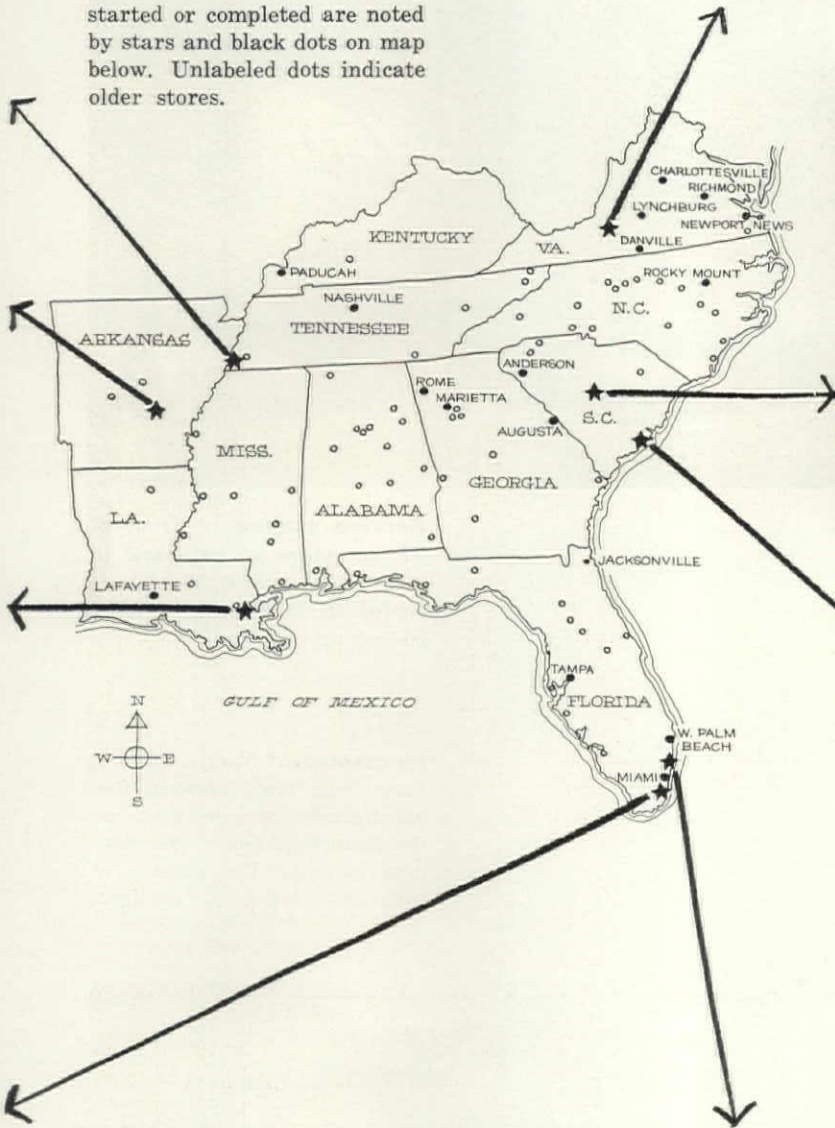 started or completed are noted
by stars and black dots on map
below. Unlabeled dots indicate
older stores.
CHARLOTTESVILLE
RICHMOND
LYNCHBURG
NEWPORT NEWS
KENTUCKY
VA.
DANVILLE
PADUCAH
ROCKY MOUNT
NASHVILLE
N.C.
TENNESSEE
ARKANSAS
ANDERSON
ROME
MARIETTA
S.C.
AUGUSTA
MISS.
GEORGIA
ALABAMA
LA.
JACKSONVILLE
LAFAYETTE
TAMPA
GULF OF MEXICO
FLORIDA
N
W. PALM
BEACH
W E
MIAMI
S